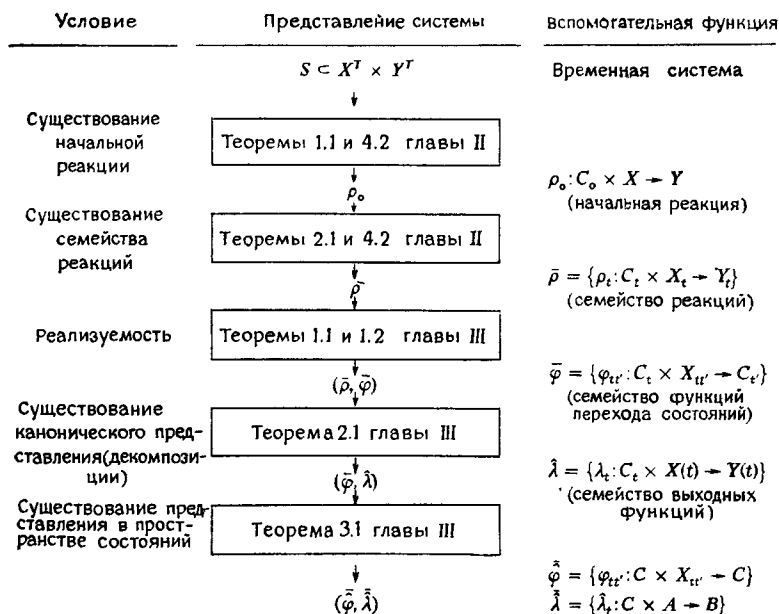 Условие
Представление системы
Вспомогательная функция
S ⊂ X^T × Y^T
Временная система
Существование
начальной
реакции
Теоремы 1.1 и 4.2 главы II
ρ₀
ρ₀ : C₀ × X → Y
(начальная реакция)
Существование
семейства
реакций
Теоремы 2.1 и 4.2 главы II
ρ̄
ρ̄ = {ρ_t : C_t × X_t → Y_t}
(семейство реакций)
Реализуемость
Теоремы 1.1 и 1.2 главы III
(ρ̄, φ̄)
φ̄ = {φ_tt' : C_t × X_tt' → C_t'}
(семейство функций
перехода состояний)
Существование
канонического пред-
ставления(декомпози-
ции)
Теорема 2.1 главы III
(φ̄, λ̂)
λ̂ = {λ_t : C_t × X(t) → Y(t)}
(семейство выходных
функций)
Существование пред-
ставления в прост-
ранстве состояний
Теорема 3.1 главы III
(φ̄̂, λ̄̂)
φ̄̂ = {φ_tt' : C × X_tt' → C}
λ̄̂ = {λ̂_t : C × A → B}